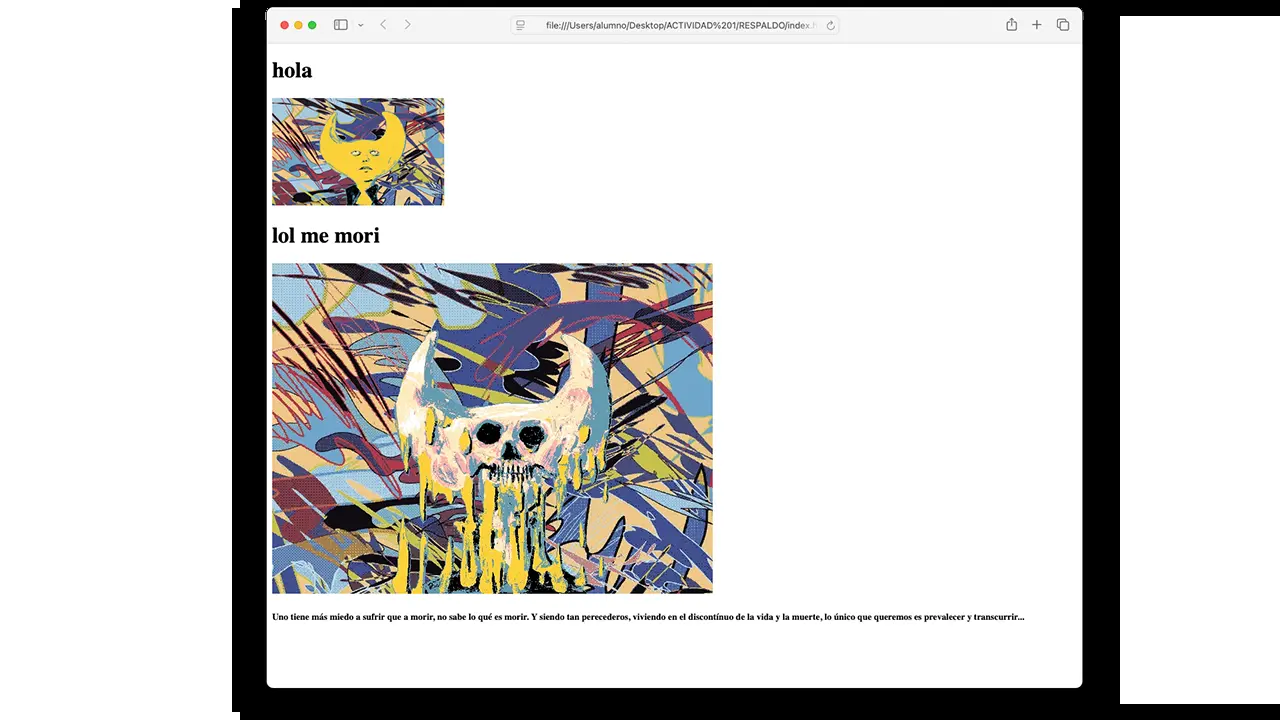 file:///Users/alumno/Desktop/ACTIVIDAD%201/RESPALDO/index.h
hola
lol me mori
Uno tiene más miedo a sufrir que a morir, no sabe lo qué es morir. Y siendo tan perecederos, viviendo en el discontínuo de la vida y la muerte, lo único que queremos es prevalecer y transcurrir...